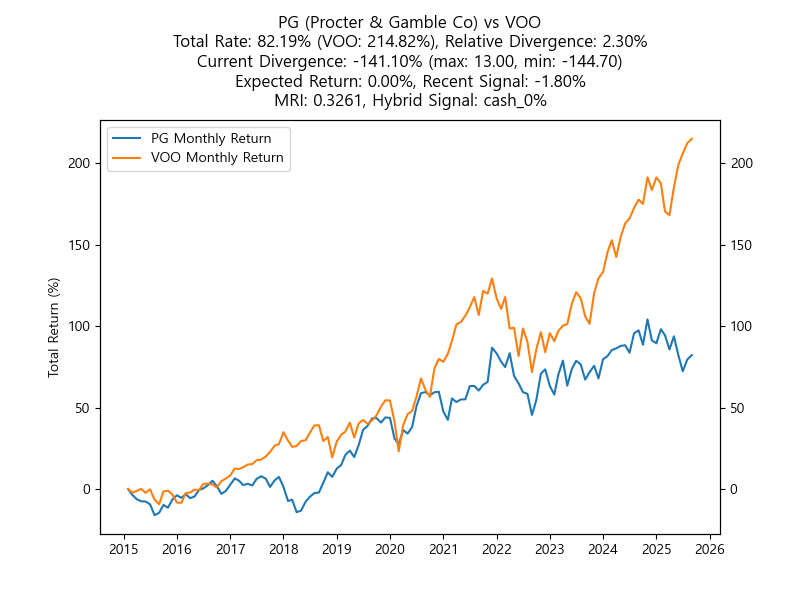 PG (Procter & Gamble Co) vs VOO
Total Rate: 82.19% (VOO: 214.82%), Relative Divergence: 2.30%
Current Divergence: -141.10% (max: 13.00, min: -144.70)
Expected Return: 0.00%, Recent Signal: -1.80%
MRI: 0.3261, Hybrid Signal: cash_0%
PG Monthly Return
VOO Monthly Return
Total Return (%)
200
150
100
50
0
200
150
100
50
0
2015 2016 2017 2018 2019 2020 2021 2022 2023 2024 2025 2026